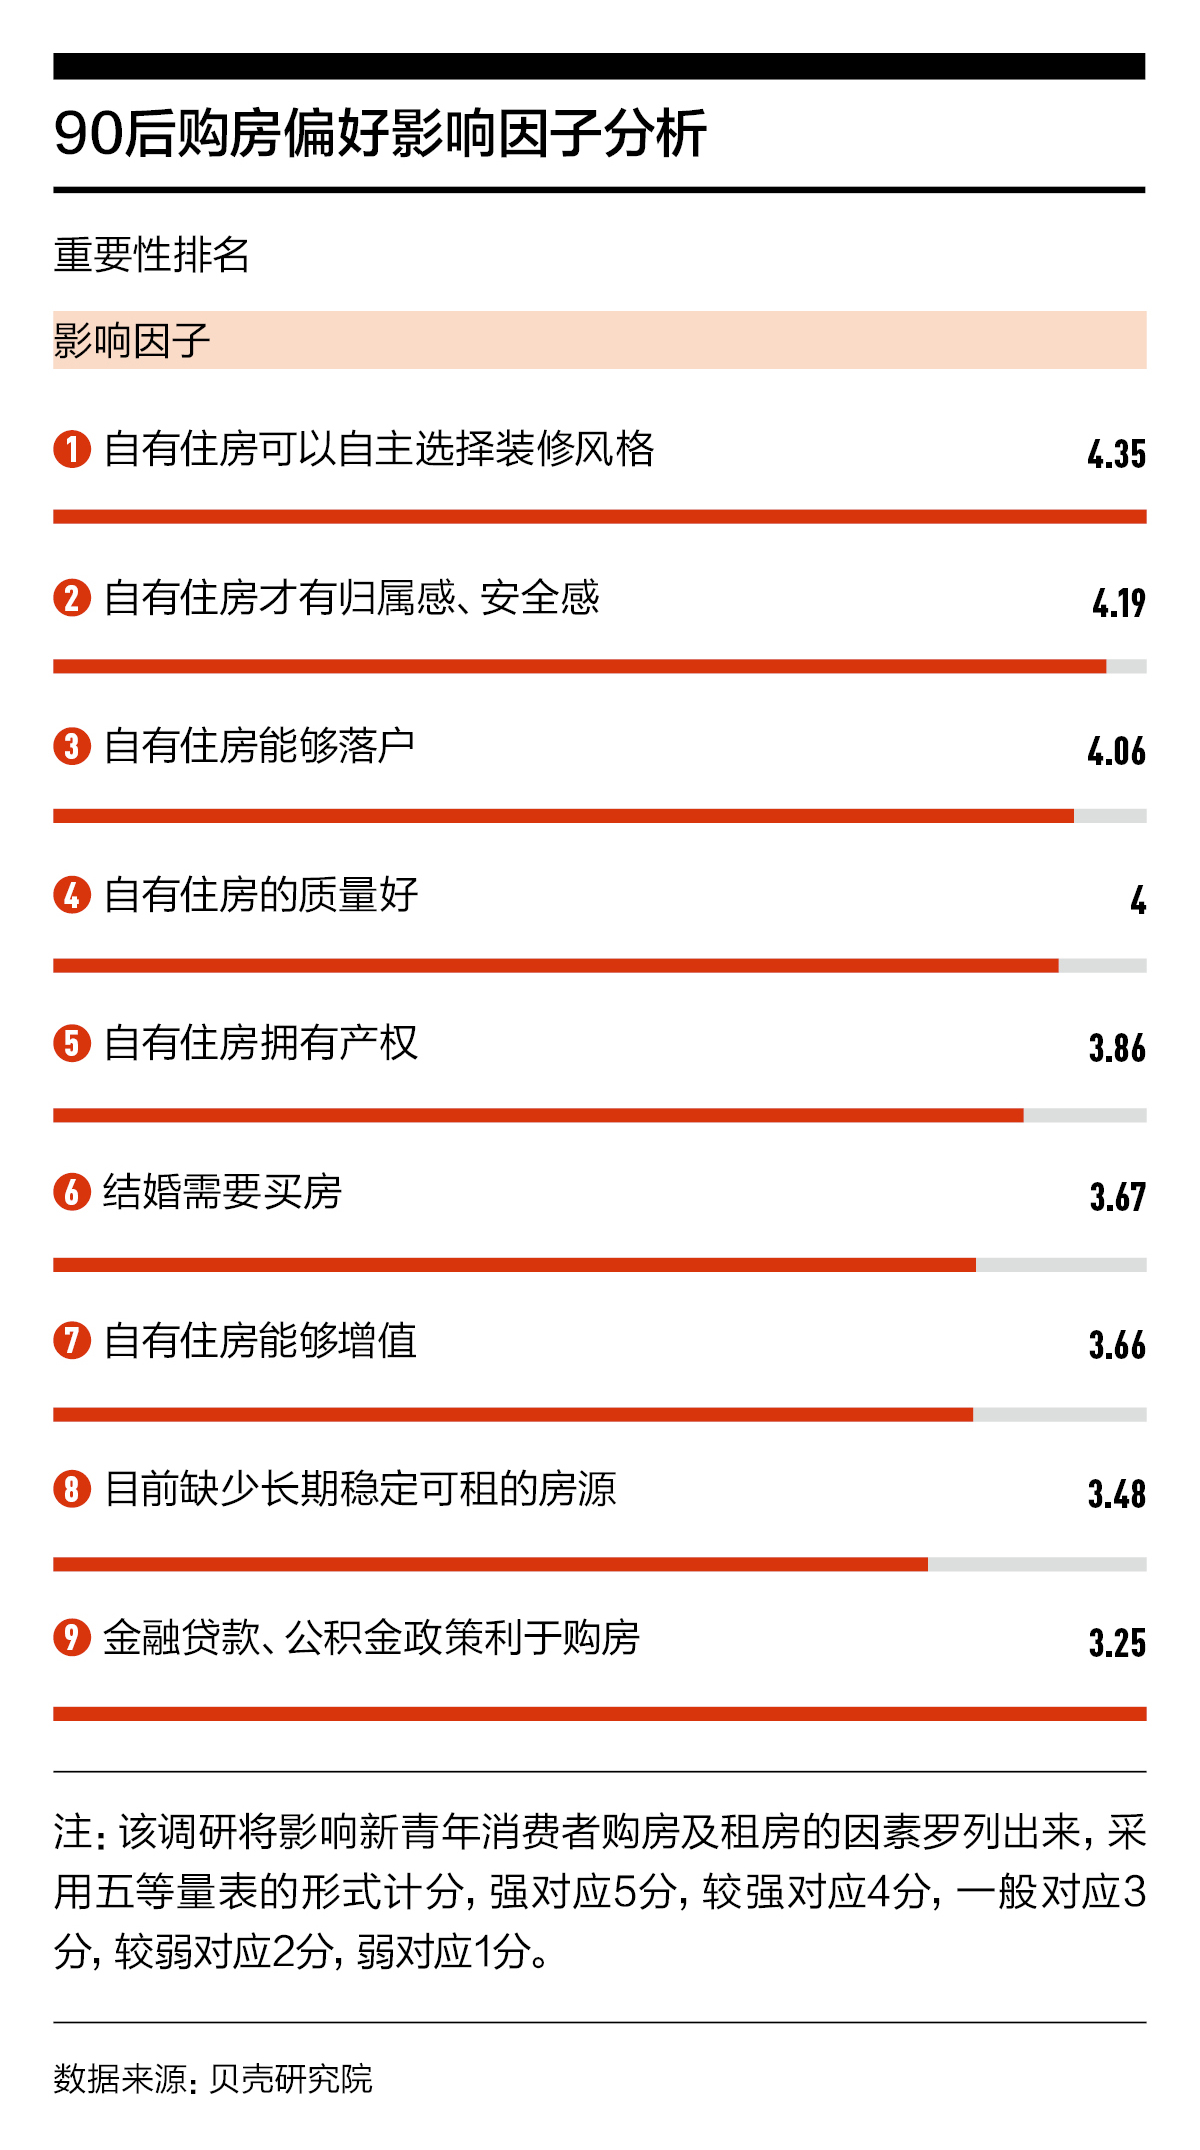 90后购房偏好影响因子分析
重要性排名
影响因子
1 自有住房可以自主选择装修风格 4.35
2 自有住房才有归属感、安全感 4.19
3 自有住房能够落户 4.06
4 自有住房的质量好 4
5 自有住房拥有产权 3.86
6 结婚需要买房 3.67
7 自有住房能够增值 3.66
8 目前缺少长期稳定可租的房源 3.48
9 金融贷款、公积金政策利于购房 3.25
注：该调研将影响新青年消费者购房及租房的因素罗列出来，采
用五等量表的形式计分，强对应5分，较强对应4分，一般对应3
分，较弱对应2分，弱对应1分。
数据来源：贝壳研究院